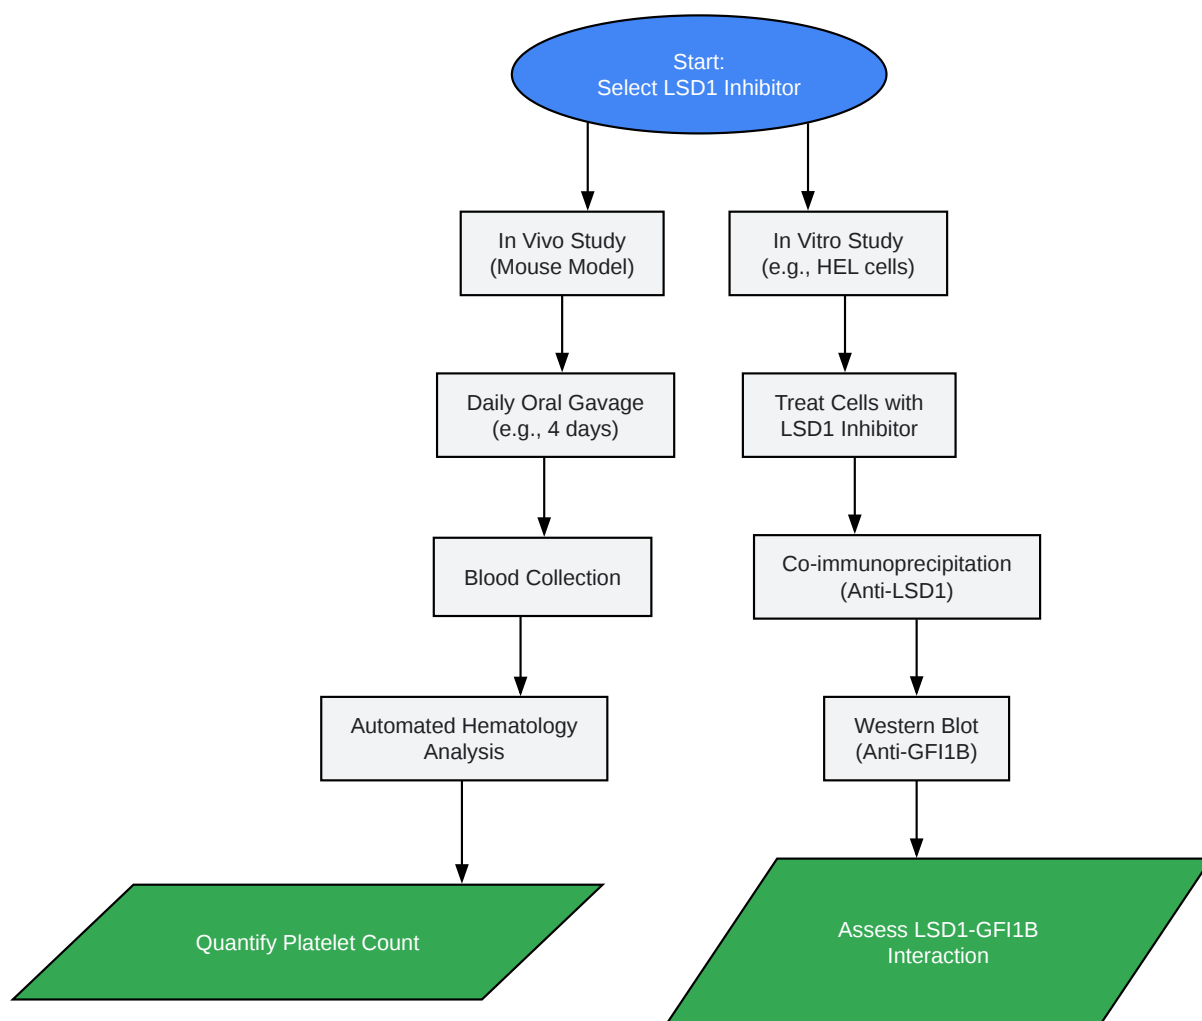 Start:
Select LSD1 Inhibitor
In Vivo Study
(Mouse Model)
In Vitro Study
(e.g., HEL cells)
Daily Oral Gavage
(e.g., 4 days)
Treat Cells with
LSD1 Inhibitor
Blood Collection
Co-immunoprecipitation
(Anti-LSD1)
Automated Hematology
Analysis
Western Blot
(Anti-GFI1B)
Quantify Platelet Count
Assess LSD1-GFI1B
Interaction